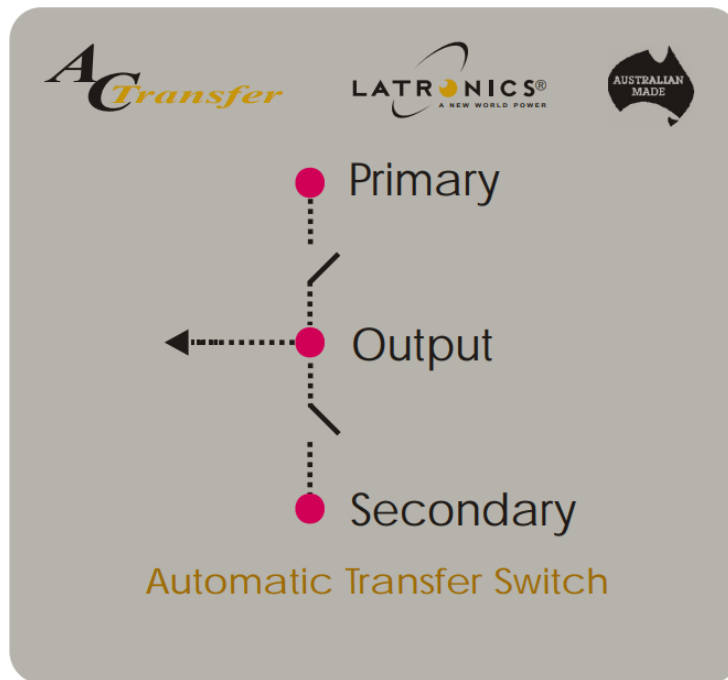 AC Transfer
LATRONICS®
A NEW WORLD POWER
AUSTRALIAN
MADE
Primary
Output
Secondary
Automatic Transfer Switch